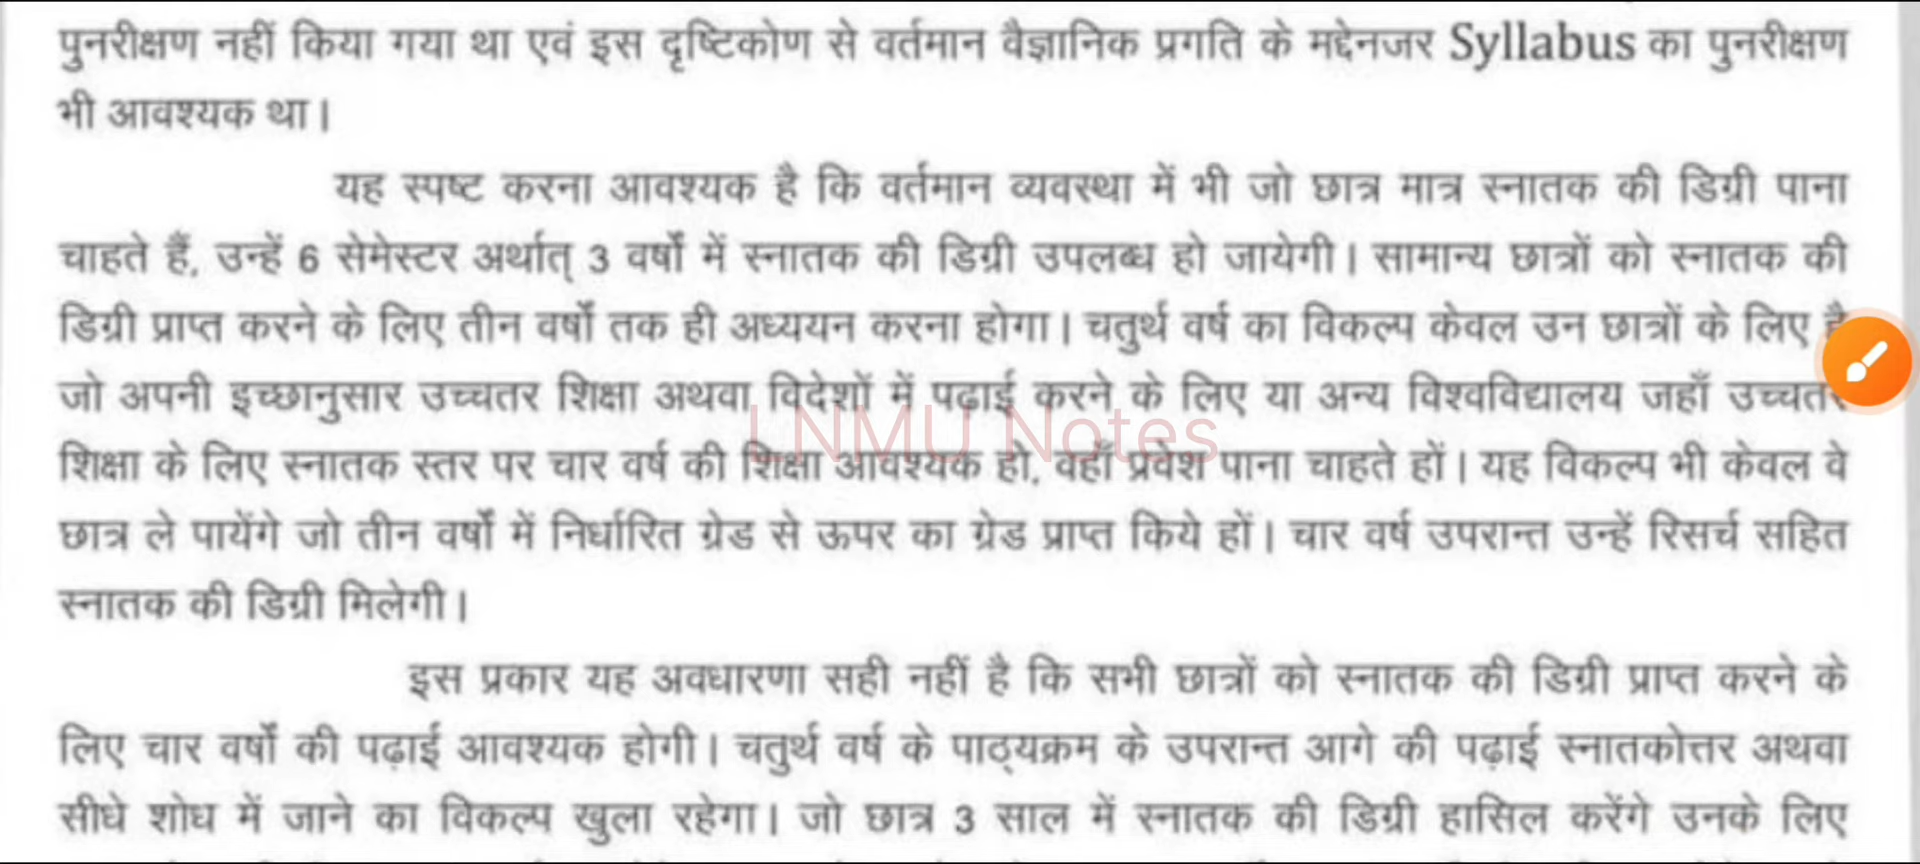 पुनरीक्षण नहीं किया गया था एवं इस दृष्टिकोण से वर्तमान वैज्ञानिक प्रगति के मद्देनजर Syllabus का पुनरीक्षण
भी आवश्यक था।
यह स्पष्ट करना आवश्यक है कि वर्तमान व्यवस्था में भी जो छात्र मात्र स्नातक की डिग्री पाना
चाहते हैं, उन्हें 6 सेमेस्टर अर्थात् 3 वर्षों में स्नातक की डिग्री उपलब्ध हो जायेगी। सामान्य छात्रों को स्नातक की
डिग्री प्राप्त करने के लिए तीन वर्षों तक ही अध्ययन करना होगा। चतुर्थ वर्ष का विकल्प केवल उन छात्रों के लिए है
जो अपनी इच्छानुसार उच्चतर शिक्षा अथवा विदेशों में पढ़ाई करने के लिए या अन्य विश्वविद्यालय जहाँ उच्चतर
LNMU Notes
शिक्षा के लिए स्नातक स्तर पर चार वर्ष की शिक्षा आवश्यक हो, वहाँ प्रवेश पाना चाहते हों। यह विकल्प भी केवल वे
छात्र ले पायेंगे जो तीन वर्षों में निर्धारित ग्रेड से ऊपर का ग्रेड प्राप्त किये हों। चार वर्ष उपरान्त उन्हें रिसर्च सहित
स्नातक की डिग्री मिलेगी।
इस प्रकार यह अवधारणा सही नहीं है कि सभी छात्रों को स्नातक की डिग्री प्राप्त करने के
लिए चार वर्षों की पढ़ाई आवश्यक होगी। चतुर्थ वर्ष के पाठ्यक्रम के उपरान्त आगे की पढ़ाई स्नातकोत्तर अथवा
सीधे शोध में जाने का विकल्प खुला रहेगा। जो छात्र 3 साल में स्नातक की डिग्री हासिल करेंगे उनके लिए